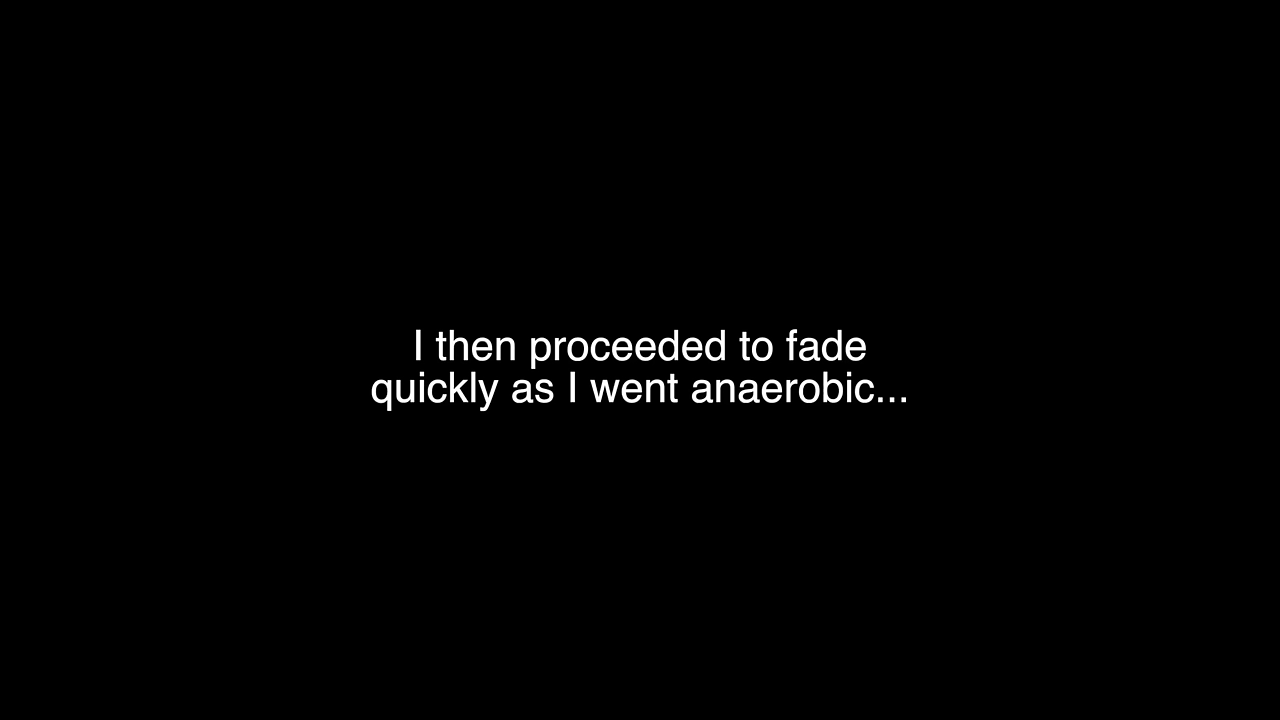 I then proceeded to fade
quickly as I went anaerobic...